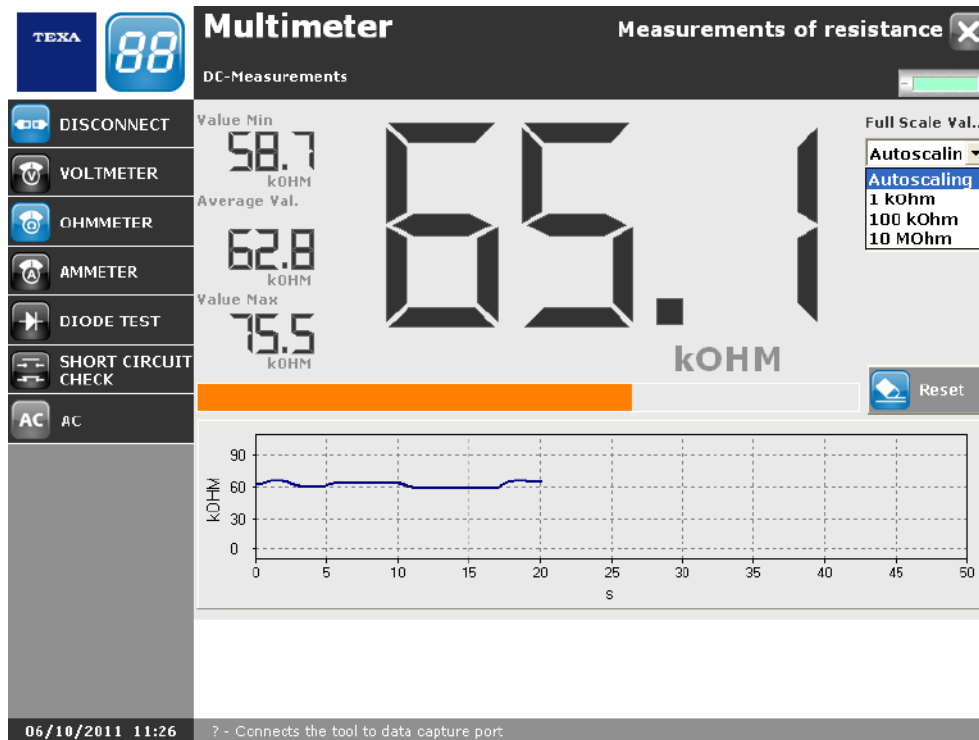 TEXA
88
Multimeter
Measurements of resistance
DC-Measurements
DISCONNECT
VOLTMETER
OHMMETER
AMMETER
DIODE TEST
SHORT CIRCUIT
CHECK
AC AC
Value Min
58.7
kOHM
Average Val.
62.8
kOHM
Value Max
75.5
kOHM
65.1
kOHM
Full Scale Val..
Autoscalin
Autoscaling
1 kOhm
100 kOhm
10 MOhm
Reset
kOHM
90
60
30
0
0 5 10 15 20 25 30 35 40 45 50
s
06/10/2011 11:26
? - Connects the tool to data capture port